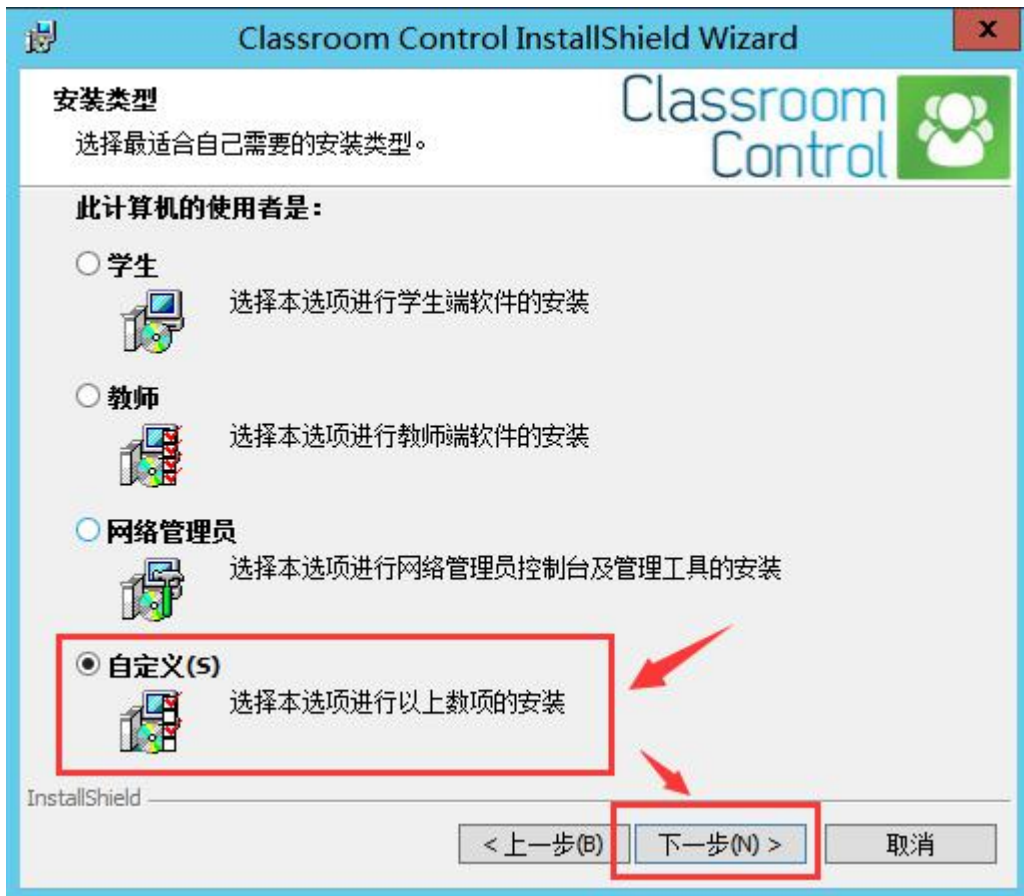 Classroom Control InstallShield Wizard
x
安装类型
选择最适合自己需要的安装类型。
Classroom
Control
此计算机的使用者是：
学生
选择本选项进行学生端软件的安装
教师
选择本选项进行教师端软件的安装
网络管理员
选择本选项进行网络管理员控制台及管理工具的安装
自定义(S)
选择本选项进行以上数项的安装
InstallShield
< 上一步(B) 下一步(N) > 取消